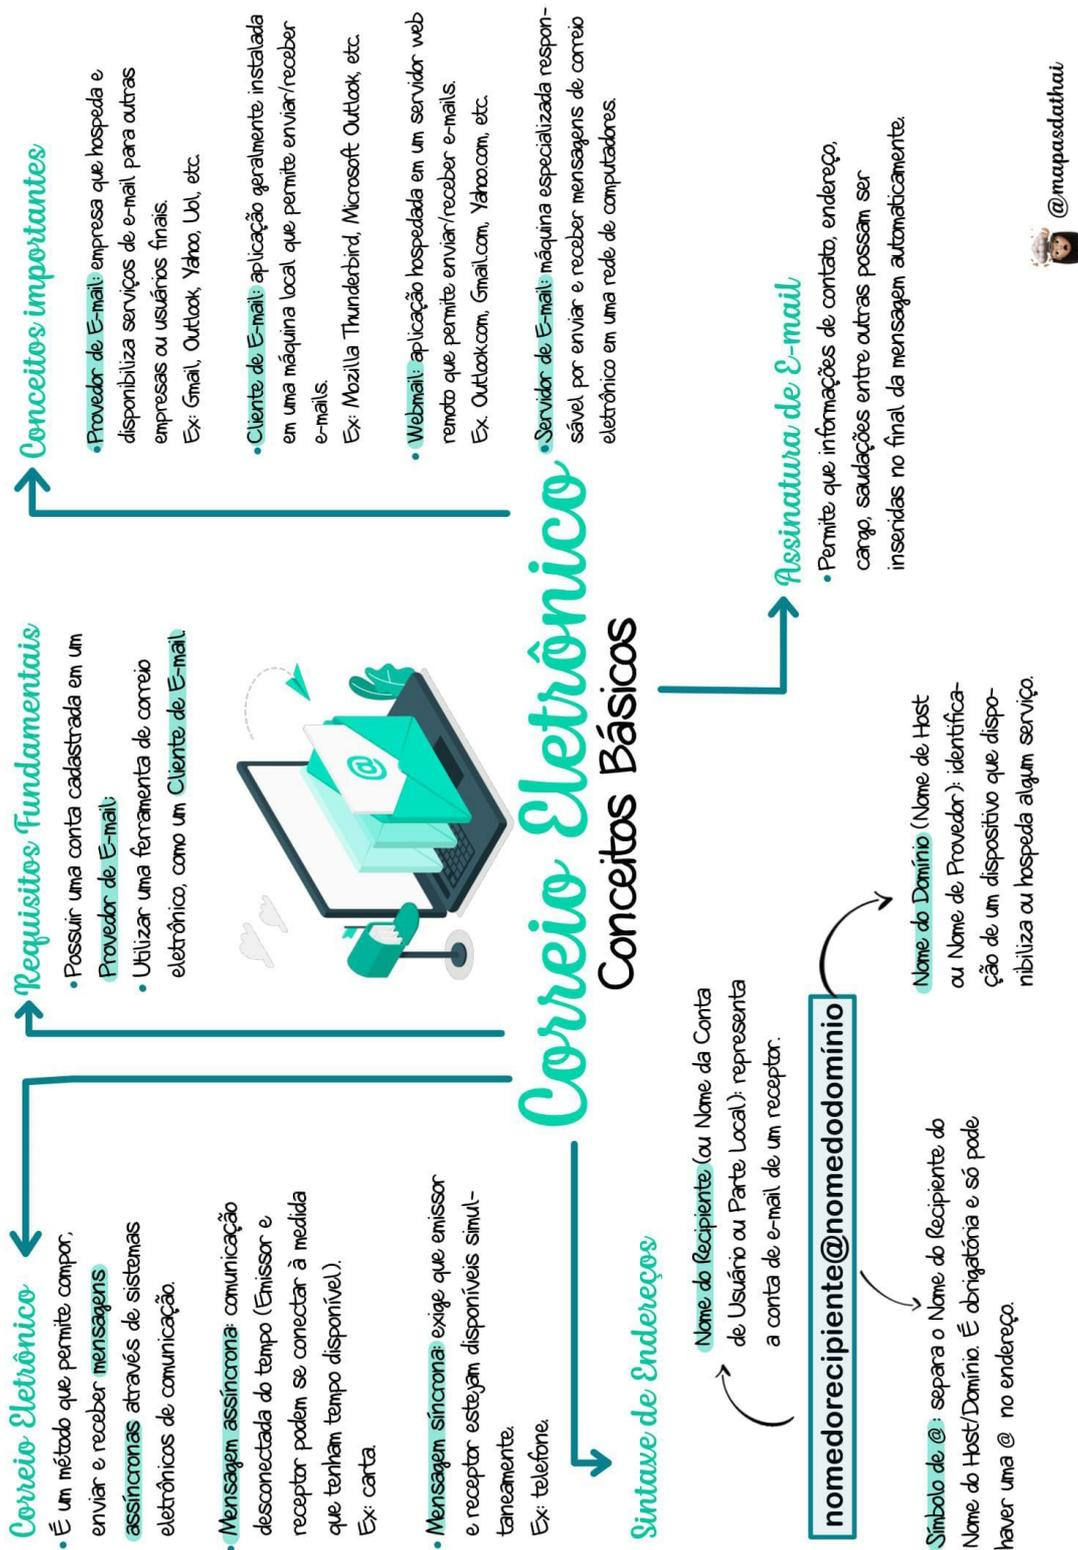 Correio Eletrônico
• É um método que permite compor,
enviar e receber mensagens
assíncronas através de sistemas
eletrônicos de comunicação.
• Mensagem assíncrona: comunicação
desconectada do tempo (Emissor e
receptor podem se conectar à medida
que tenham tempo disponível).
Ex: carta.
• Mensagem síncrona: exige que emissor
e receptor estejam disponíveis simul-
taneamente.
Ex: telefone.
Requisitos Fundamentais
• Possuir uma conta cadastrada em um
Provedor de E-mail;
• Utilizar uma ferramenta de correio
eletrônico, como um Cliente de E-mail.
Conceitos importantes
• Provedor de E-mail: empresa que hospeda e
disponibiliza serviços de e-mail para outras
empresas ou usuários finais.
Ex: Gmail, Outlook, Yahoo, Uol, etc.
• Cliente de E-mail: aplicação geralmente instalada
em uma máquina local que permite enviar/receber
e-mails.
Ex: Mozilla Thunderbird, Microsoft Outlook, etc.
• Webmail: aplicação hospedada em um servidor web
remoto que permite enviar/receber e-mails.
Ex. Outlook.com, Gmail.com, Yahoo.com, etc.
• Servidor de E-mail: máquina especializada respon-
sável por enviar e receber mensagens de correio
eletrônico em uma rede de computadores.
@
Correio Eletrônico
Conceitos Básicos
Sintaxe de Endereços
Nome do Recipiente (ou Nome da Conta
de Usuário ou Parte Local): representa
a conta de e-mail de um receptor.
nomedorecipiente@nomedodomínio
Símbolo de @: separa o Nome do Recipiente do
Nome do Host/Domínio. É obrigatória e só pode
haver uma @ no endereço.
Nome do Domínio (Nome de Host
ou Nome de Provedor): identifica-
ção de um dispositivo que dispo-
nibiliza ou hospeda algum serviço.
Assinatura de E-mail
• Permite que informações de contato, endereço,
cargo, saudações entre outras possam ser
inseridas no final da mensagem automaticamente.
@mapasdathai